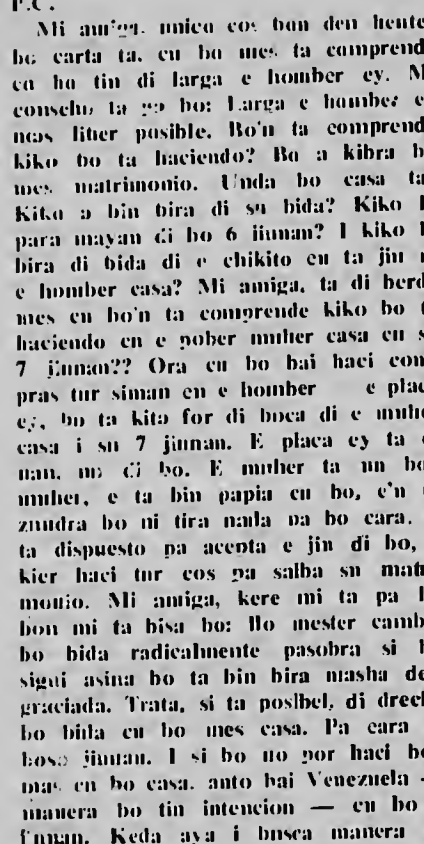 P.C.
Mi amiga. unico cos bon den bente
bo carta ta, cu bo mes ta comprend
cu bo tin di larga e homber ey. M
conseho ta pa bo: Larga e homber e
mas liher posible. Bo'n ta comprend
kiko bo ta haciendo? Bo a kibra b
mes matrimonio. Unda bo casa ta
Kiko a bin bira di su bida? Kiko
para mayan di bo 6 jiunan? I kiko
bira di bida di e chikito cu ta jiu
e homber casa? Mi amiga, ta di berd
mes cu bo'n ta comprende kiko bo t
haciendo cu e pober muher casa cu s
7 jiunan?? Ora cu bo bai haci com
pras tur siman cu e homber e plac
ey, bo ta kita for di boca di e muhe
casa i su 7 jiunan. E placa ey ta
nan, no di bo. E muher ta un bo
muher, e ta bin papia cu bo, e'n
znudra bo ni tira nada na bo cara.
ta dispuesto pa acepta e jiu di bo,
kier haci tur cos pa salba su matr
monio. Mi amiga, kere mi ta pa b
bon mi ta bisa bo: Bo mester camb
bo bida radicalmente pasobra si b
sigui asina bo ta bin bira masha de
graciada. Trata, si ta posibel, di drech
bo bida cu bo mes casa. Pa cara
bose jiunan. I si bo no por haci bo
mas cu bo casa, anto bai Venezuela -
manera bo tin intencion — cu bo
jiunan. Keda aya i busca manera